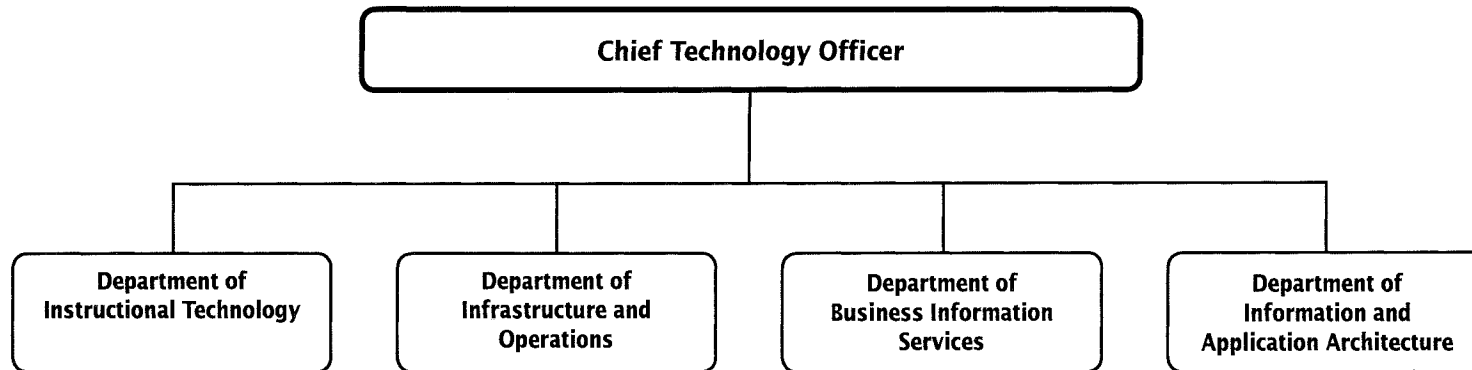 Chief Technology Officer
Department of
Instructional Technology
Department of
Infrastructure and
Operations
Department of
Business Information
Services
Department of
Information and
Application Architecture